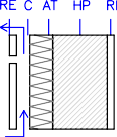 RE C AT HP RI